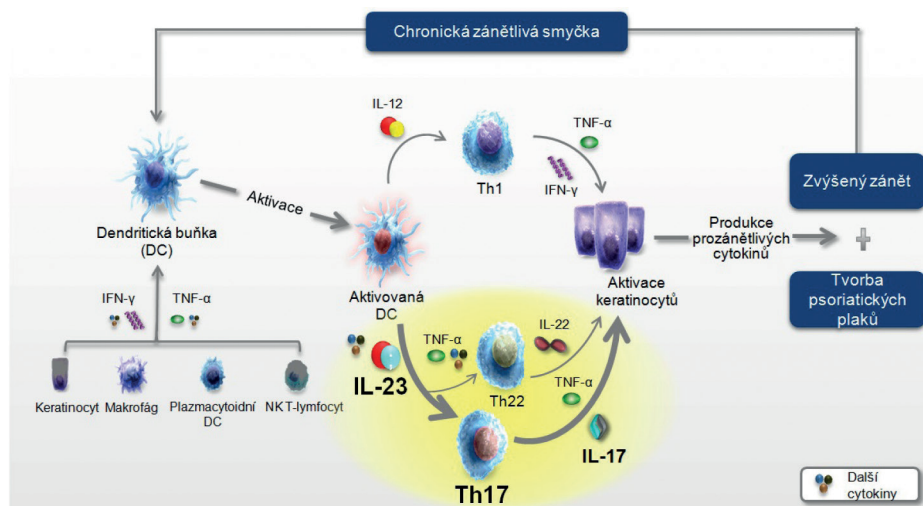 Chronická zánětlivá smyčka
IL-12
TNF-α
Th1
IFN-γ
Zvýšený zánět
Aktivace
Dendritická buňka
(DC)
Produkce
prozánětlivých
cytokinů
Aktivace
keratinocytů
Tvorba
psoriatických
plaků
Aktivovaná
DC
IFN-γ
TNF-α
Keratinocyt
Makrofág
Plazmacytoidní
DC
NKT-lymfocyt
IL-23
TNF-α
IL-22
Th22
TNF-α
IL-17
Th17
Další
cytokiny